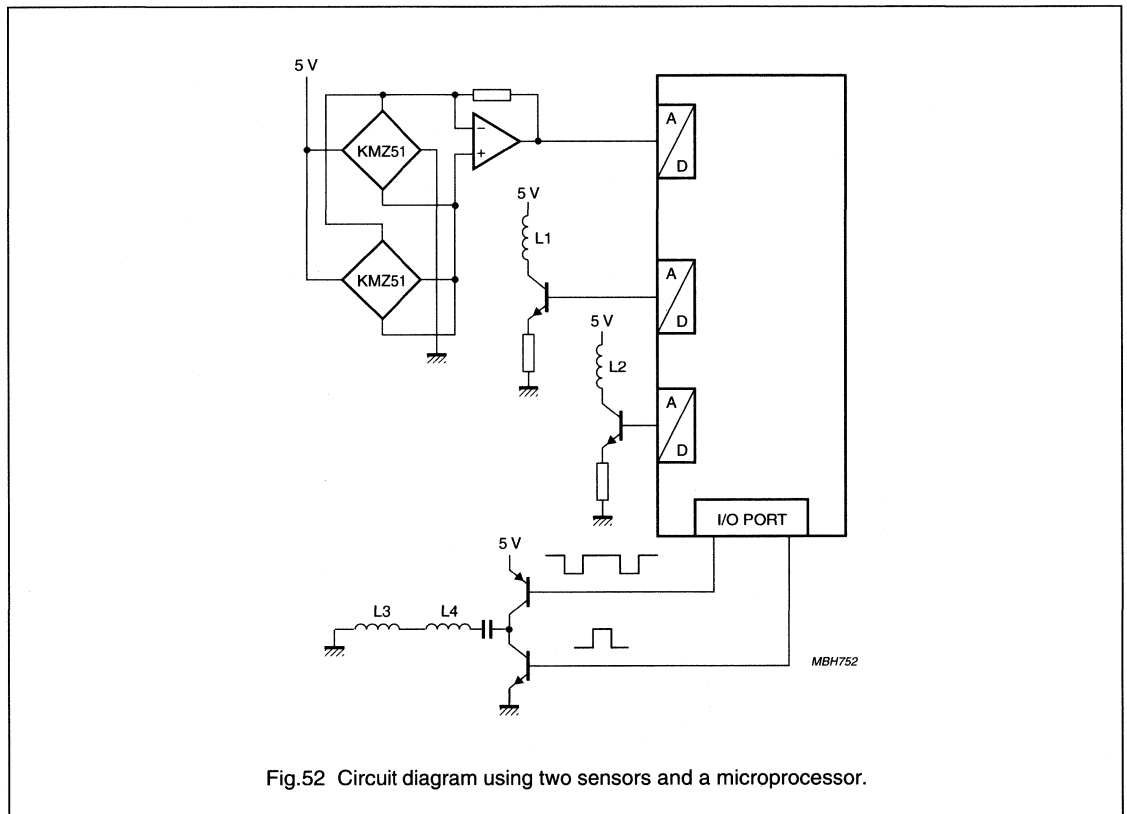 5 V
KMZ51
−
+
A
D
5 V
L1
KMZ51
A
D
5 V
L2
A
D
I/O PORT
5 V
L3
L4
MBH752
Fig.52 Circuit diagram using two sensors and a microprocessor.